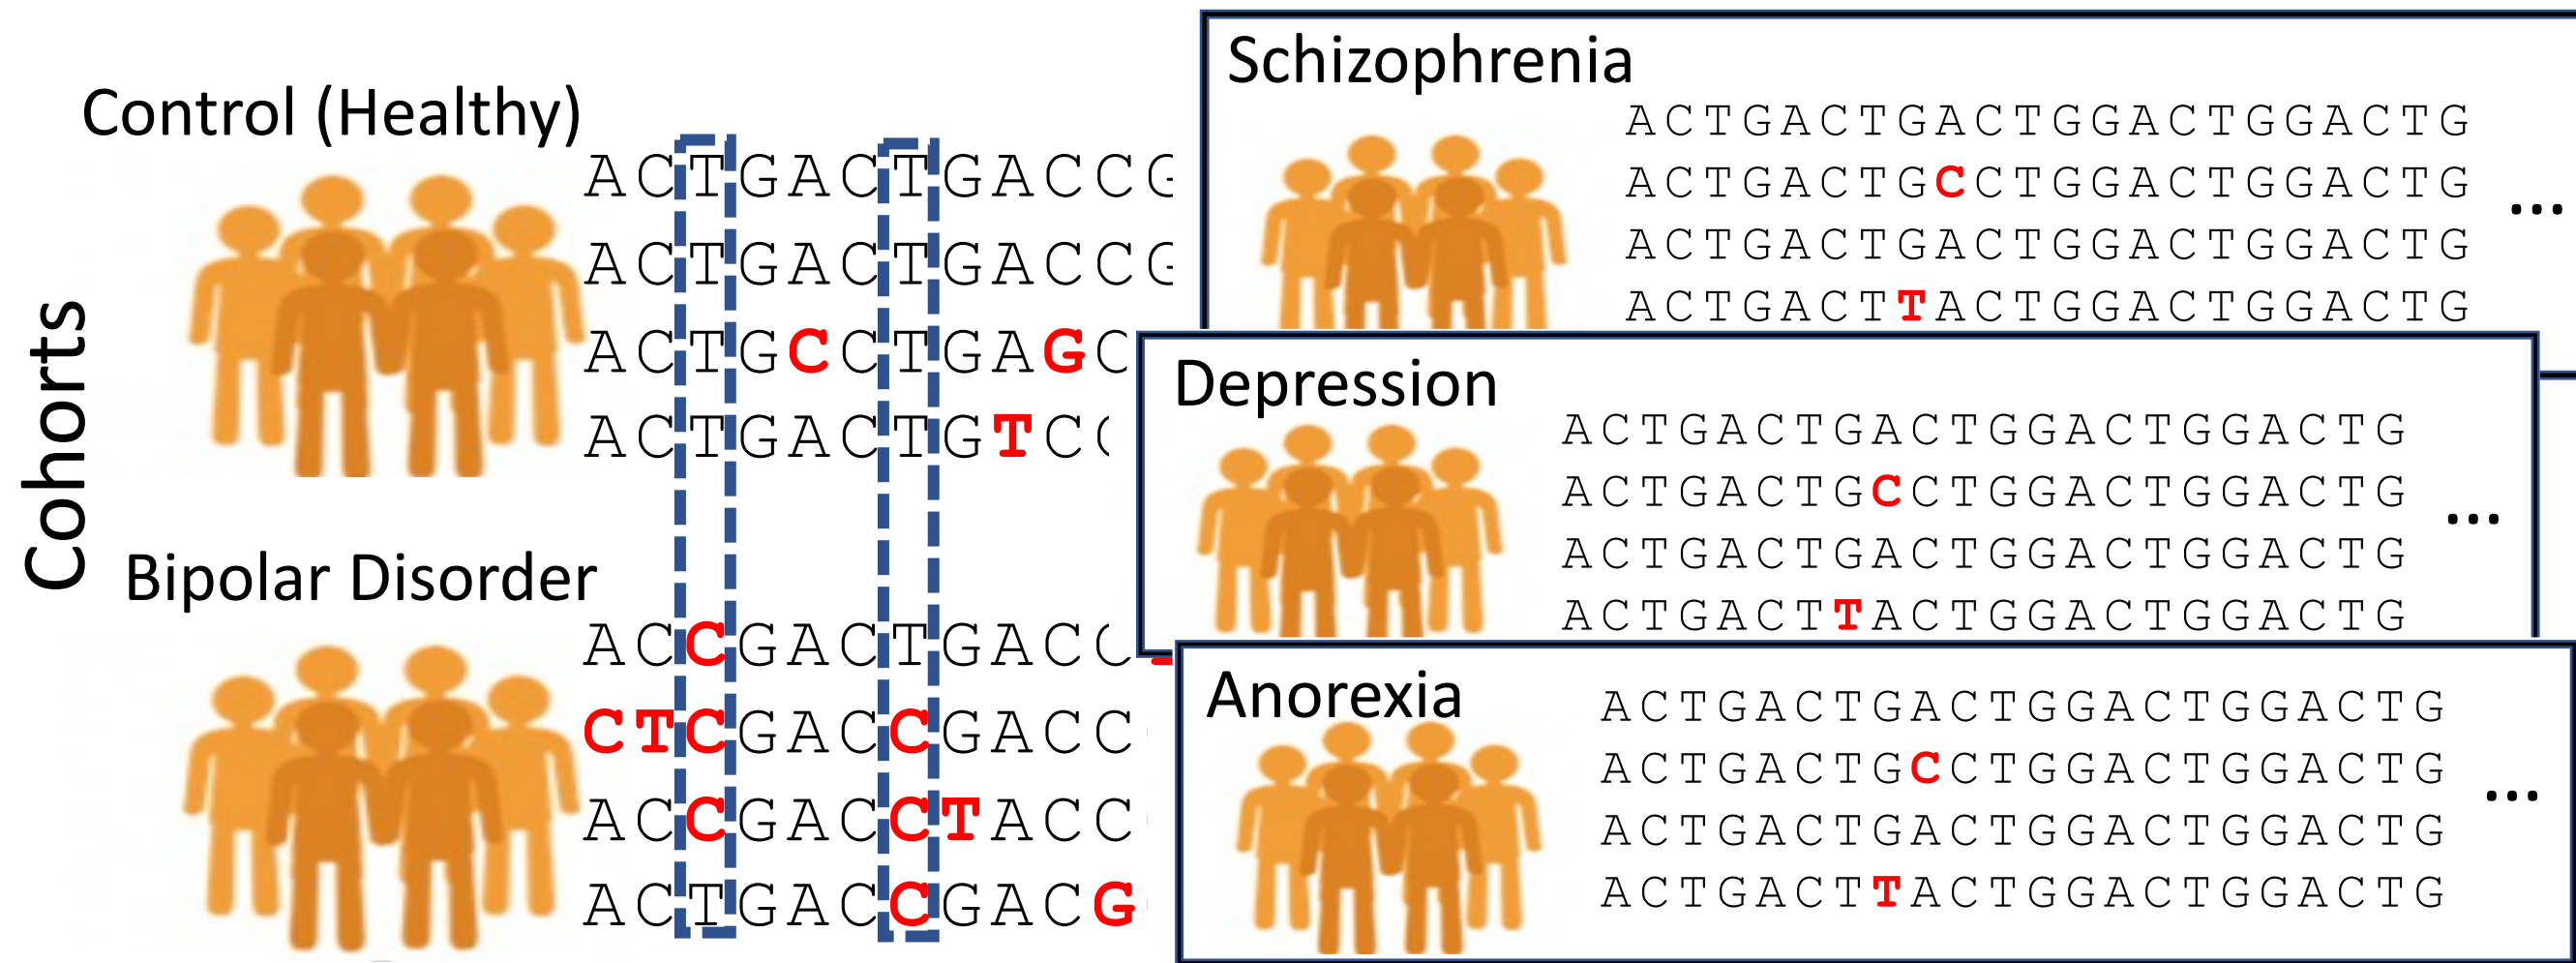 Cohorts
Control (Healthy)
ACTGACTGACCG
ACTGACTGACCG
ACTGCCTGAGC
ACTGACTGTC
Bipolar Disorder
ACCGACTGACC
CTCGACCGACC
ACCGACCTACC
ACTGACCGACG
Schizophrenia
ACTGACTGACTGGACTGGACTG
ACTGACTGCCTGGACTGGACTG
ACTGACTGACTGGACTGGACTG
ACTGACTTACTGGACTGGACTG
...
Depression
ACTGACTGACTGGACTGGACTG
ACTGACTGCCTGGACTGGACTG
ACTGACTGACTGGACTGGACTG
ACTGACTTACTGGACTGGACTG
...
Anorexia
ACTGACTGACTGGACTGGACTG
ACTGACTGCCTGGACTGGACTG
ACTGACTGACTGGACTGGACTG
ACTGACTTACTGGACTGGACTG
...